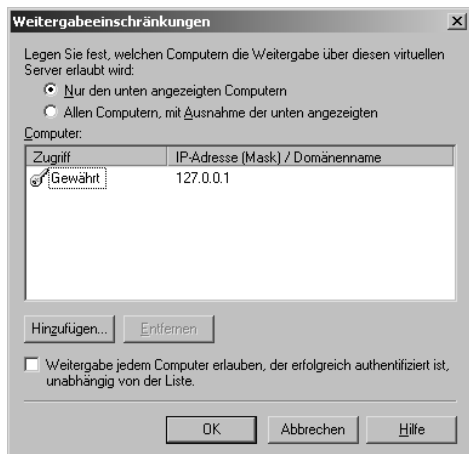 Weitergabeeinschränkungen
Legen Sie fest, welchen Computern die Weitergabe über diesen virtuellen
Server erlaubt wird:
Nur den unten angezeigten Computern
Allen Computern, mit Ausnahme der unten angezeigten
Computer:
Zugriff IP-Adresse (Mask) / Domänenname
Gewährt 127.0.0.1
Hinzufügen... Entfernen
Weitergabe jedem Computer erlauben, der erfolgreich authentifiziert ist,
unabhängig von der Liste.
OK Abbrechen Hilfe